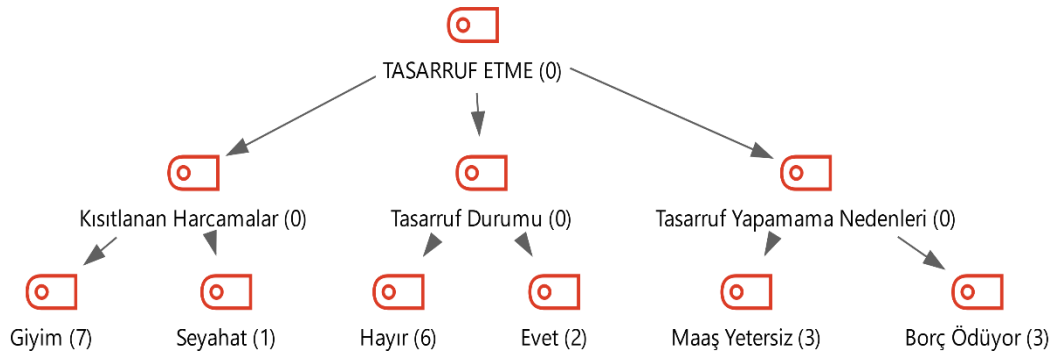 TASARRUF ETME (0)
Kısıtlanan Harcamalar (0)
Tasarruf Durumu (0)
Tasarruf Yapamama Nedenleri (0)
Giyim (7)
Seyahat (1)
Hayır (6)
Evet (2)
Maaş Yetersiz (3)
Borç Ödüyor (3)